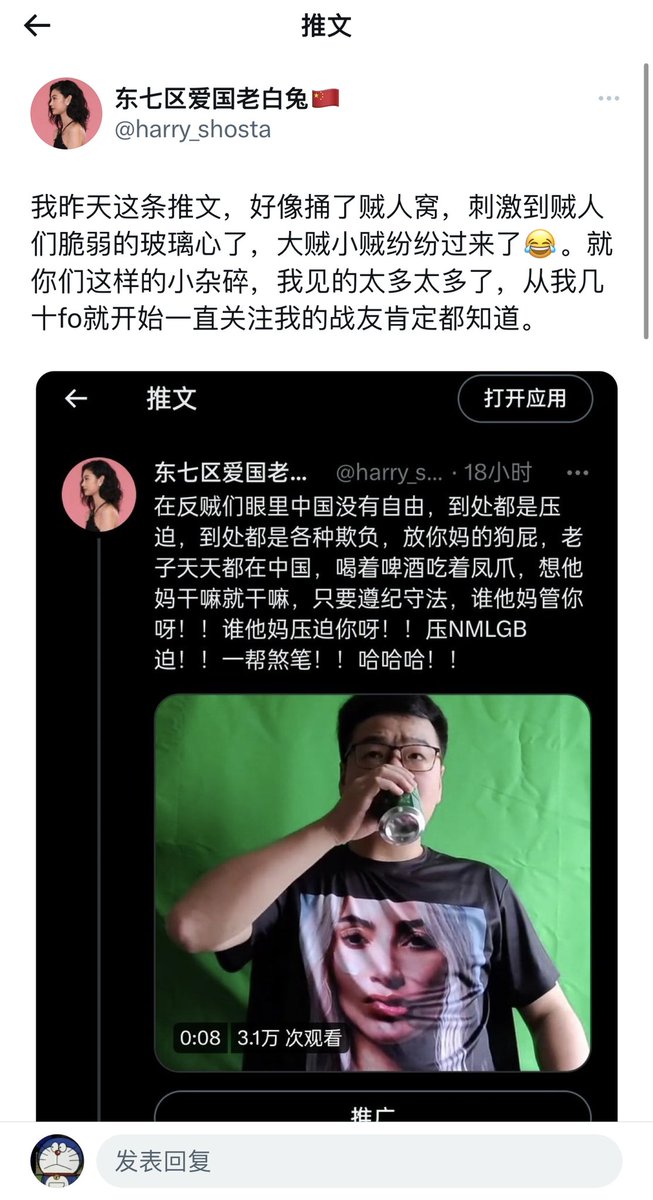 推文
东七区爱国老白兔🇨🇳
@harry_shosta
我昨天这条推文，好像捅了贼人窝，刺激到贼人
们脆弱的玻璃心了，大贼小贼纷纷过来了😂。就
你们这样的小杂碎，我见的太多太多了，从我几
十fo就开始一直关注我的战友肯定都知道。
推文
打开应用
东七区爱国老... @harry_s... · 18小时
在反贼们眼里中国没有自由，到处都是压
迫，到处都是各种欺负，放你妈的狗屁，老
子天天都在中国，喝着啤酒吃着凤爪，想他
妈干嘛就干嘛，只要遵纪守法，谁他妈管你
呀！！谁他妈压迫你呀！！压NMLGB
迫！！一帮煞笔！！哈哈哈！！
0:08 3.1万 次观看
推广
发表回复